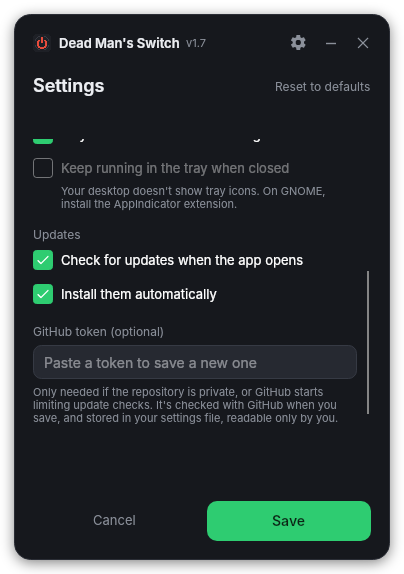 Dead Man's Switch v1.7
Settings
Reset to defaults
Keep running in the tray when closed
Your desktop doesn't show tray icons. On GNOME,
install the AppIndicator extension.
Updates
Check for updates when the app opens
Install them automatically
GitHub token (optional)
Paste a token to save a new one
Only needed if the repository is private, or GitHub starts
limiting update checks. It's checked with GitHub when you
save, and stored in your settings file, readable only by you.
Cancel
Save